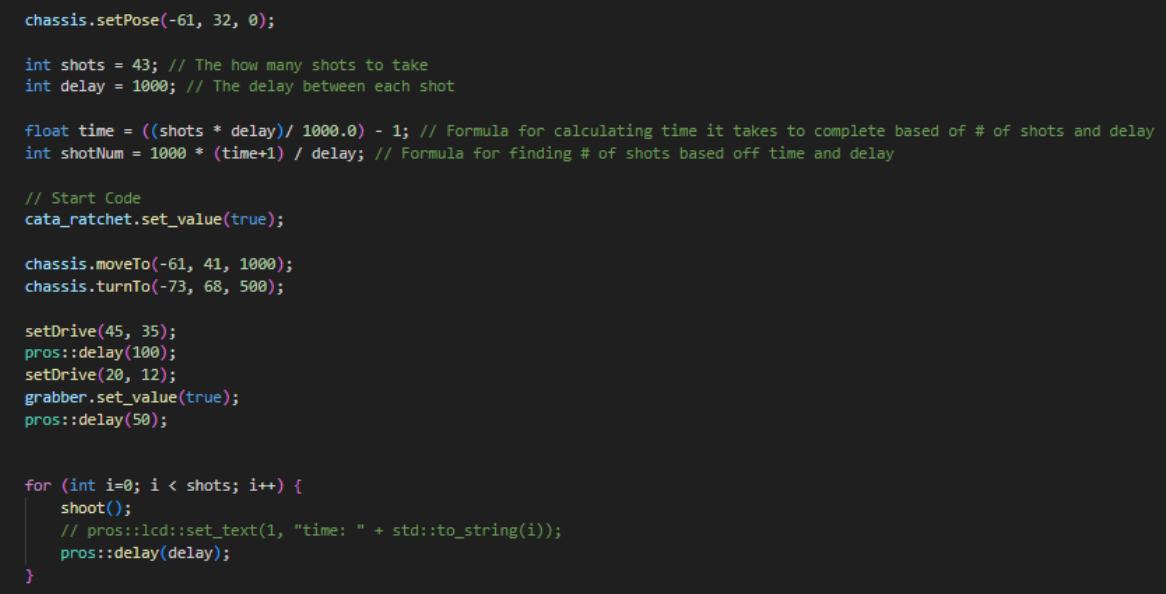 chassis.setPose(-61, 32, 0);
int shots = 43; // The how many shots to take
int delay = 1000; // The delay between each shot
float time = ((shots * delay)/ 1000.0) - 1; // Formula for calculating time it takes to complete based of # of shots and delay
int shotNum = 1000 * (time+1) / delay; // Formula for finding # of shots based off time and delay
// Start Code
cata_ratchet.set_value(true);
chassis.moveTo(-61, 41, 1000);
chassis.turnTo(-73, 68, 500);
setDrive(45, 35);
pros::delay(100);
setDrive(20, 12);
grabber.set_value(true);
pros::delay(50);
for (int i=0; i < shots; i++) {
    shoot();
    // pros::lcd::set_text(1, "time: " + std::to_string(i));
    pros::delay(delay);
}